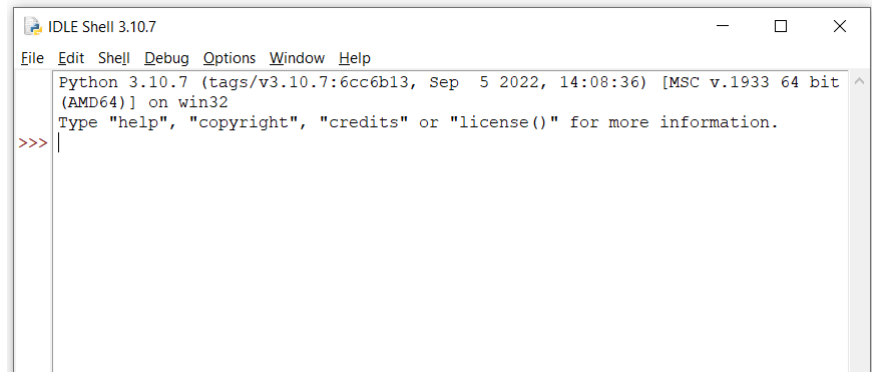 IDLE Shell 3.10.7
File Edit Shell Debug Options Window Help
Python 3.10.7 (tags/v3.10.7:6cc6b13, Sep  5 2022, 14:08:36) [MSC v.1933 64 bit
(AMD64)] on win32
Type "help", "copyright", "credits" or "license()" for more information.
>>>